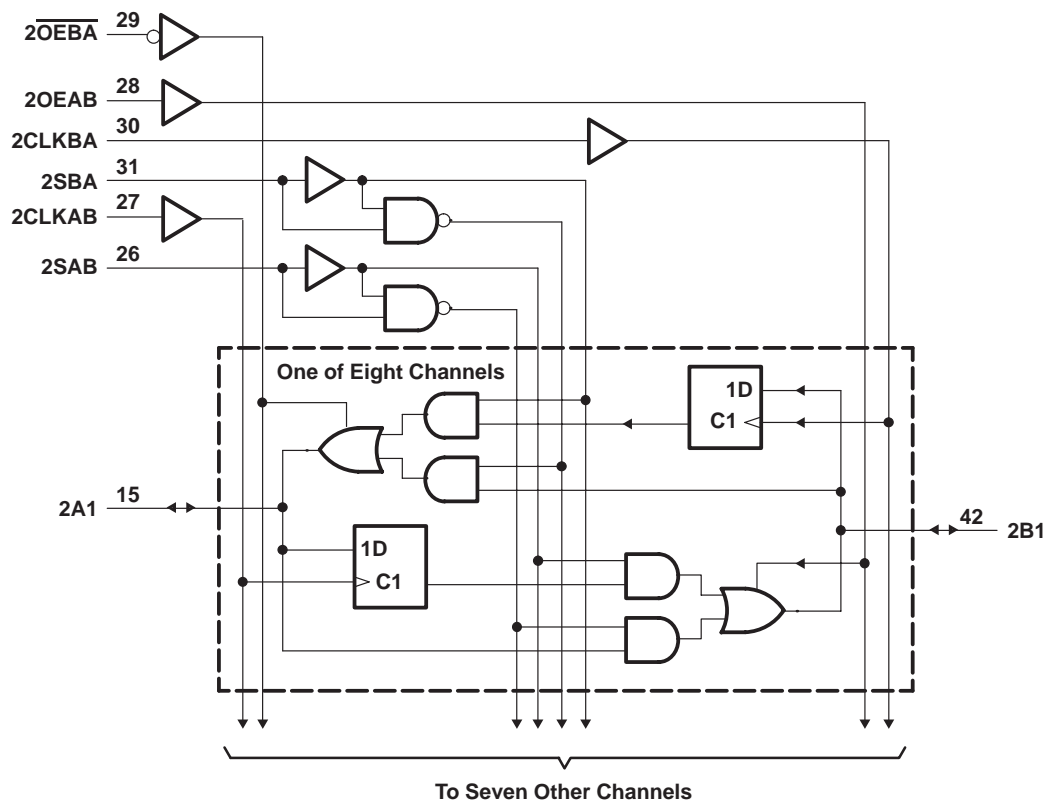 2OEBA 29
2OEAB 28
2CLKBA 30
2SBA 31
2CLKAB 27
2SAB 26
One of Eight Channels
1D
C1
2A1 15
1D
C1
42 2B1
To Seven Other Channels